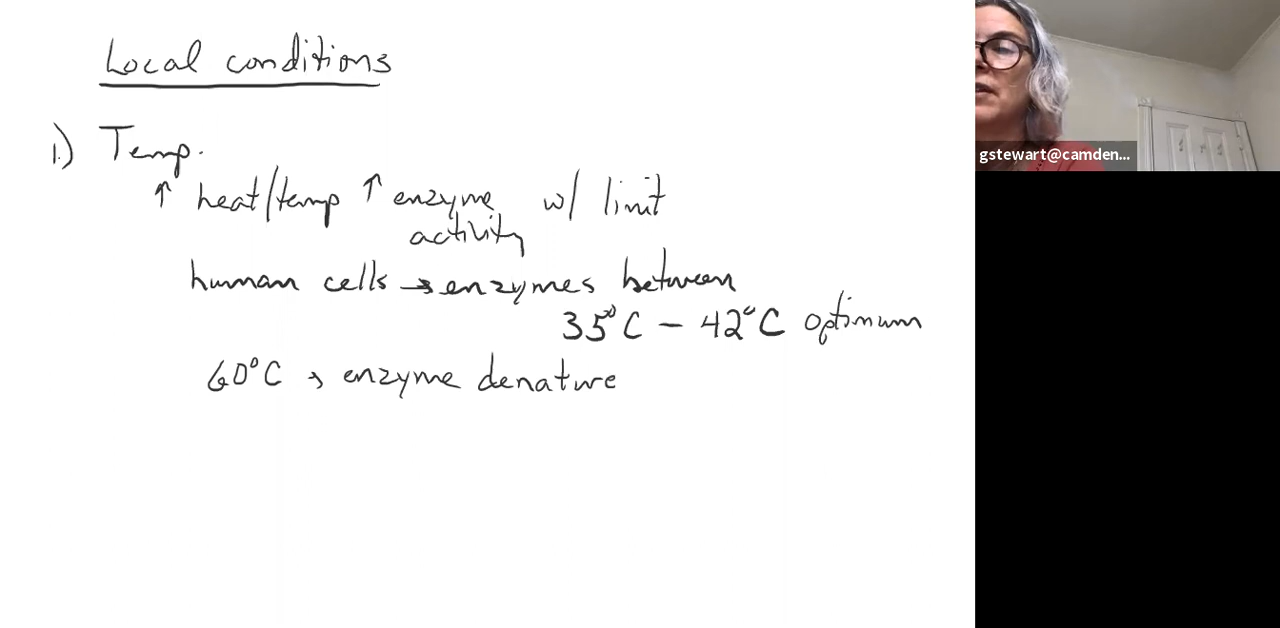 Local conditions
1.) Temp.
↑ heat/temp ↑ enzyme w/ limit
activity
human cells → enzymes between
35°C - 42°C optimum
60°C → enzyme denature
gstewart@camden...